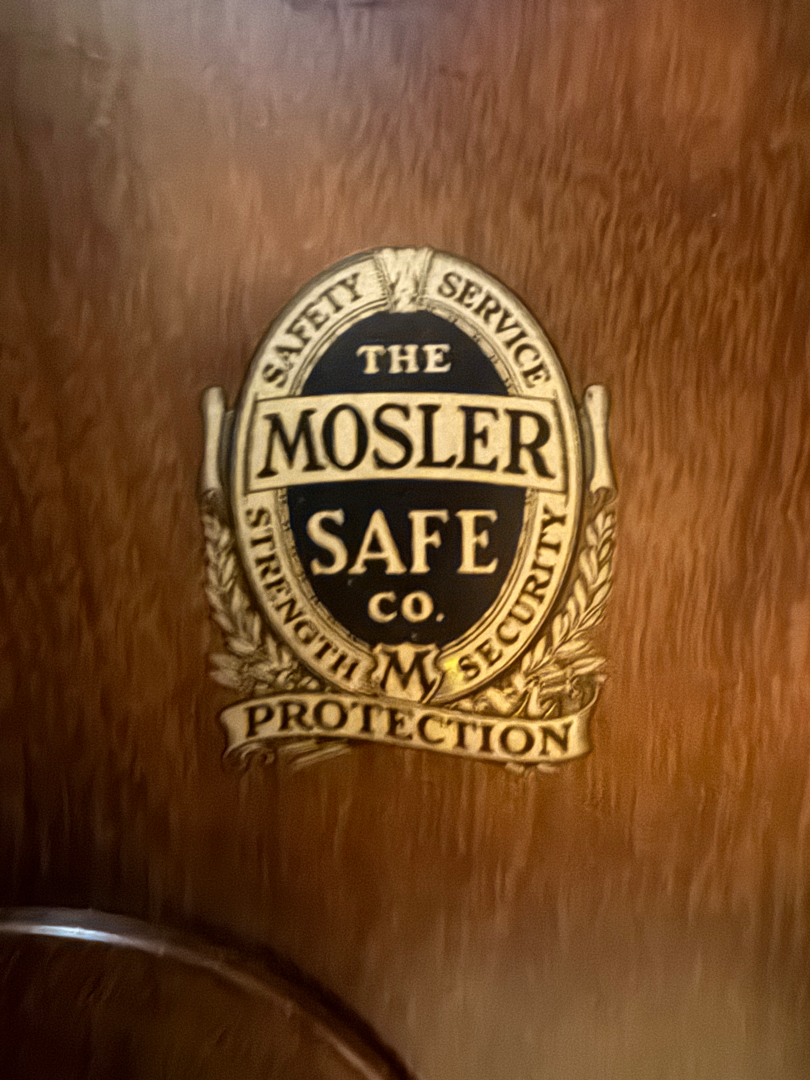 SAFETY SERVICE
THE
MOSLER
SAFE
CO.
STRENGTH SECURITY
M
PROTECTION